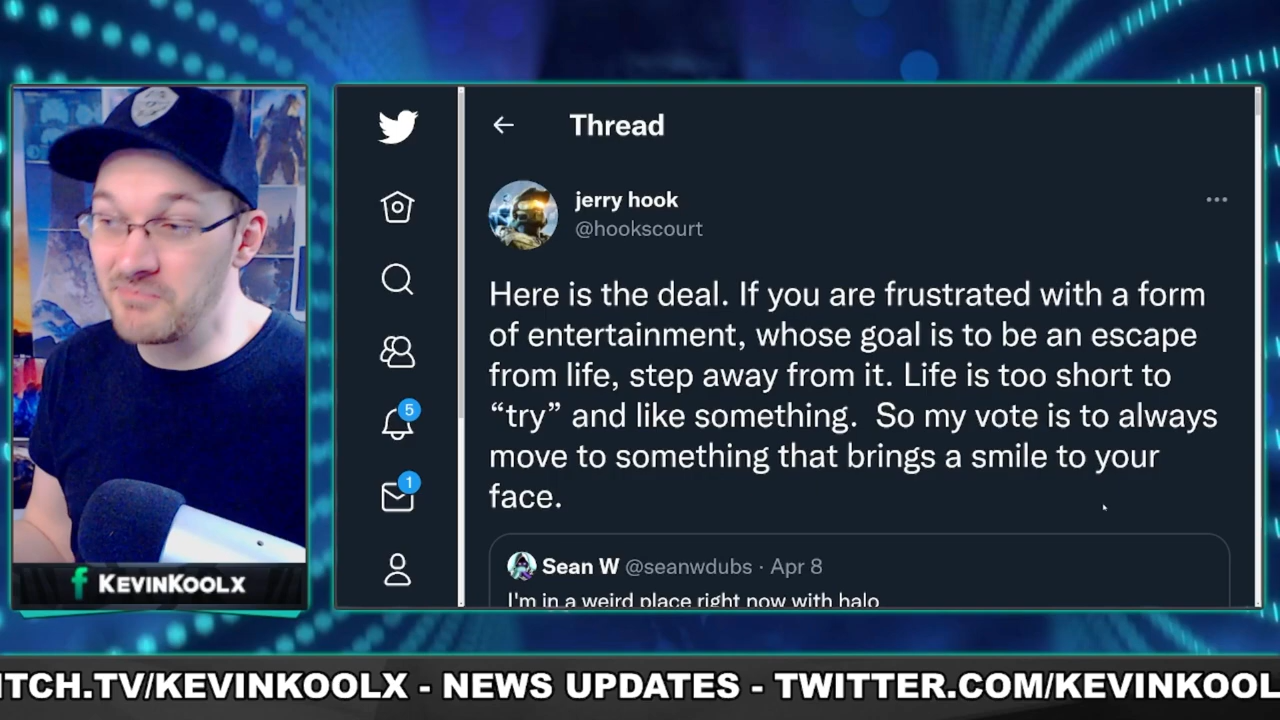 Thread
jerry hook
@hookscourt
Here is the deal. If you are frustrated with a form
of entertainment, whose goal is to be an escape
from life, step away from it. Life is too short to
“try” and like something.  So my vote is to always
move to something that brings a smile to your
face.
5
1
Sean W @seanwdubs · Apr 8
I'm in a weird place right now with halo
f KEVINKOOLX
ITCH.TV/KEVINKOOLX - NEWS UPDATES - TWITTER.COM/KEVINKOOL